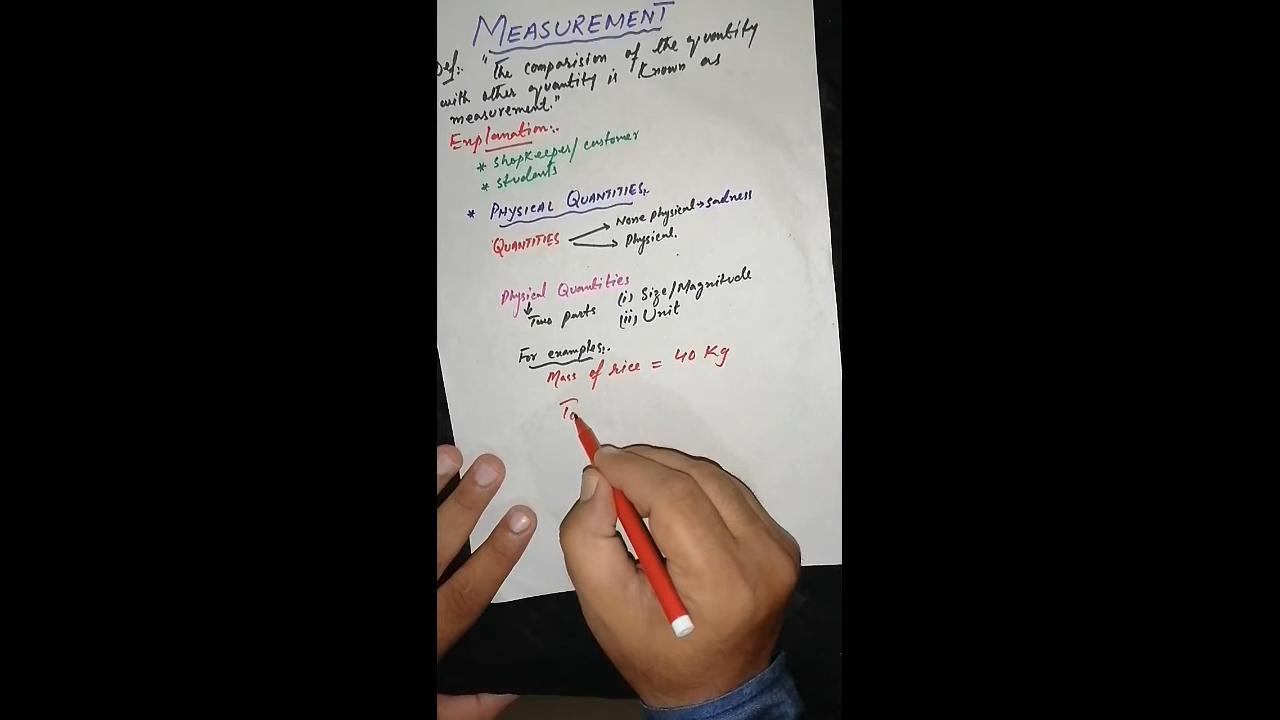 MEASUREMENT
Def:. "The comparision of the quantity
with other quantity is known as
measurement."
Explanation:.
* shopkeeper/ customer
* students
* PHYSICAL QUANTITIES:.
QUANTITIES → None physical → sadness
→ Physical.
Physical Quantities
↓ Two parts (i) Size/Magnitude
(ii) Unit
For examples:.
Mass of rice = 40 Kg